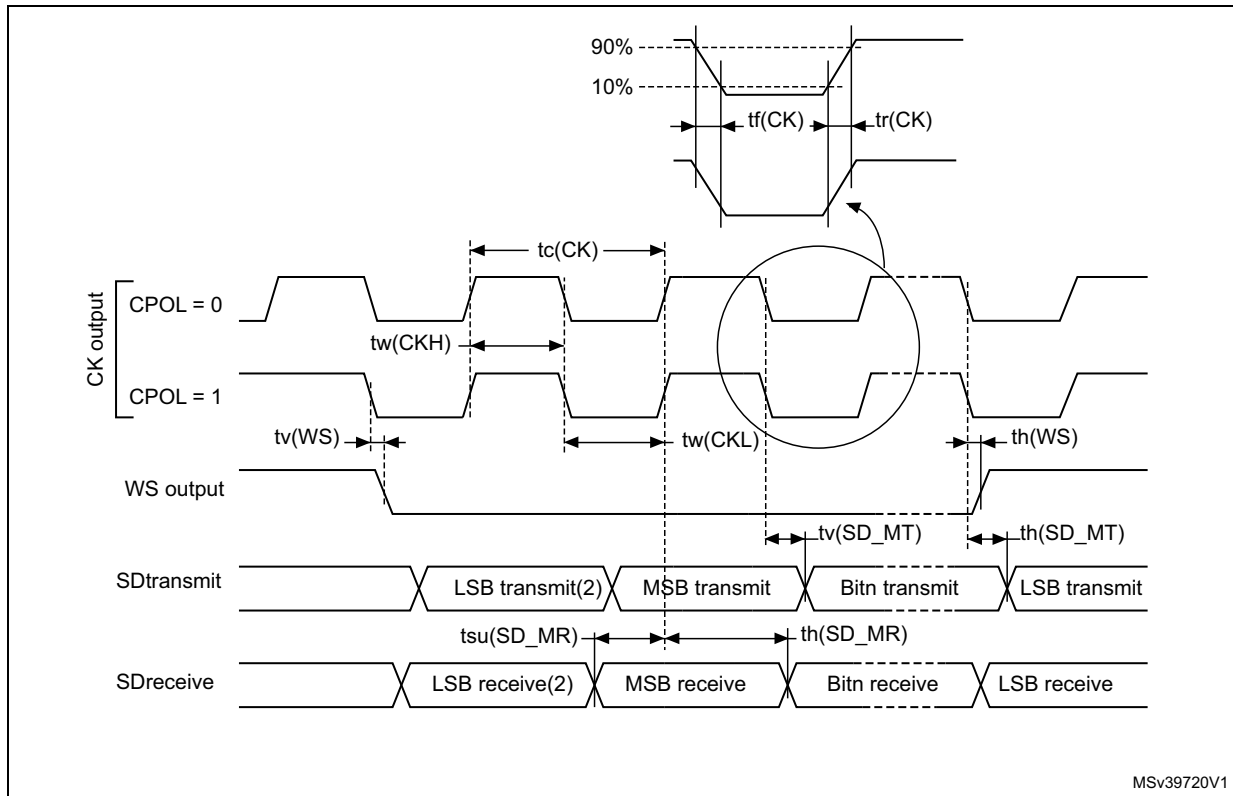 90%
10%
tf(CK)
tr(CK)
tc(CK)
CK output
CPOL = 0
tw(CKH)
CPOL = 1
tv(WS)
tw(CKL)
th(WS)
WS output
tv(SD_MT)
th(SD_MT)
SDtransmit
LSB transmit(2)
MSB transmit
Bitn transmit
LSB transmit
tsu(SD_MR)
th(SD_MR)
SDreceive
LSB receive(2)
MSB receive
Bitn receive
LSB receive
MSv39720V1